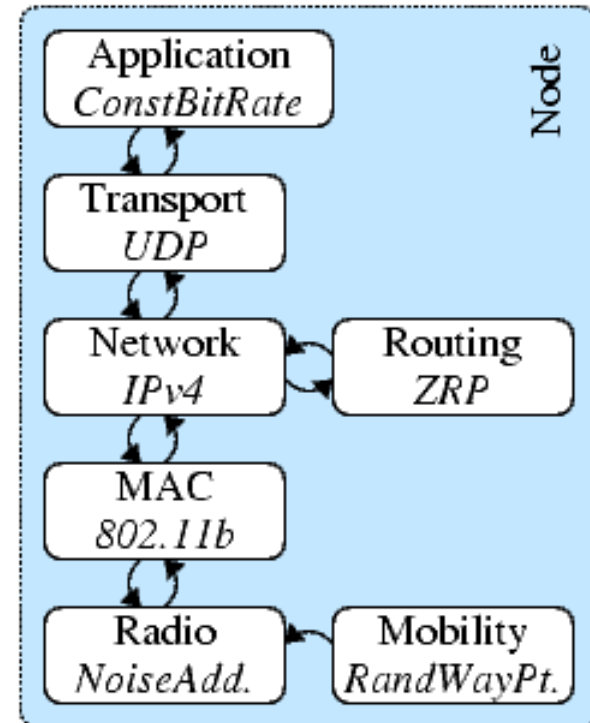 Application
ConstBitRate
Node
Transport
UDP
Network
IPv4
Routing
ZRP
MAC
802.11b
Radio
NoiseAdd.
Mobility
RandWayPt.